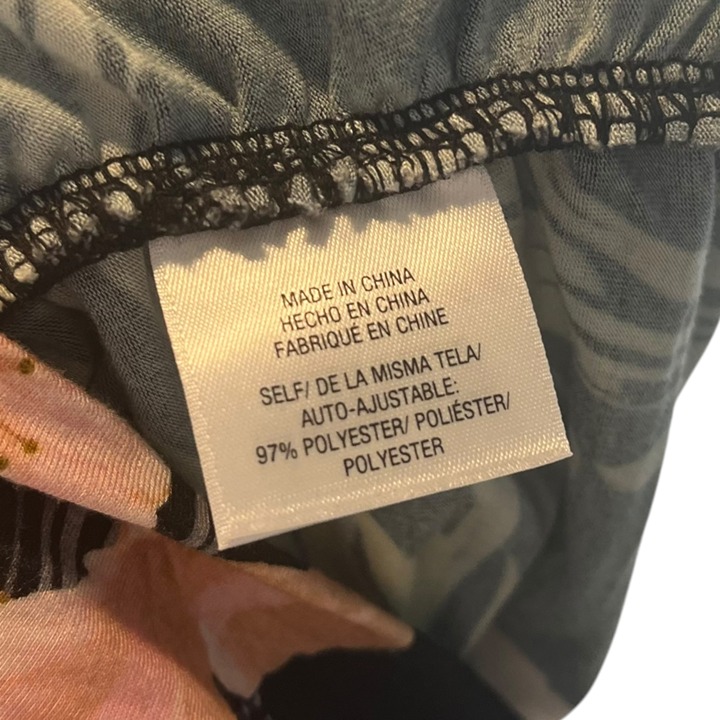 MADE IN CHINA
HECHO EN CHINA
FABRIQUÉ EN CHINE
SELF/ DE LA MISMA TELA/
AUTO-AJUSTABLE:
97% POLYESTER/ POLIÉSTER/
POLYESTER